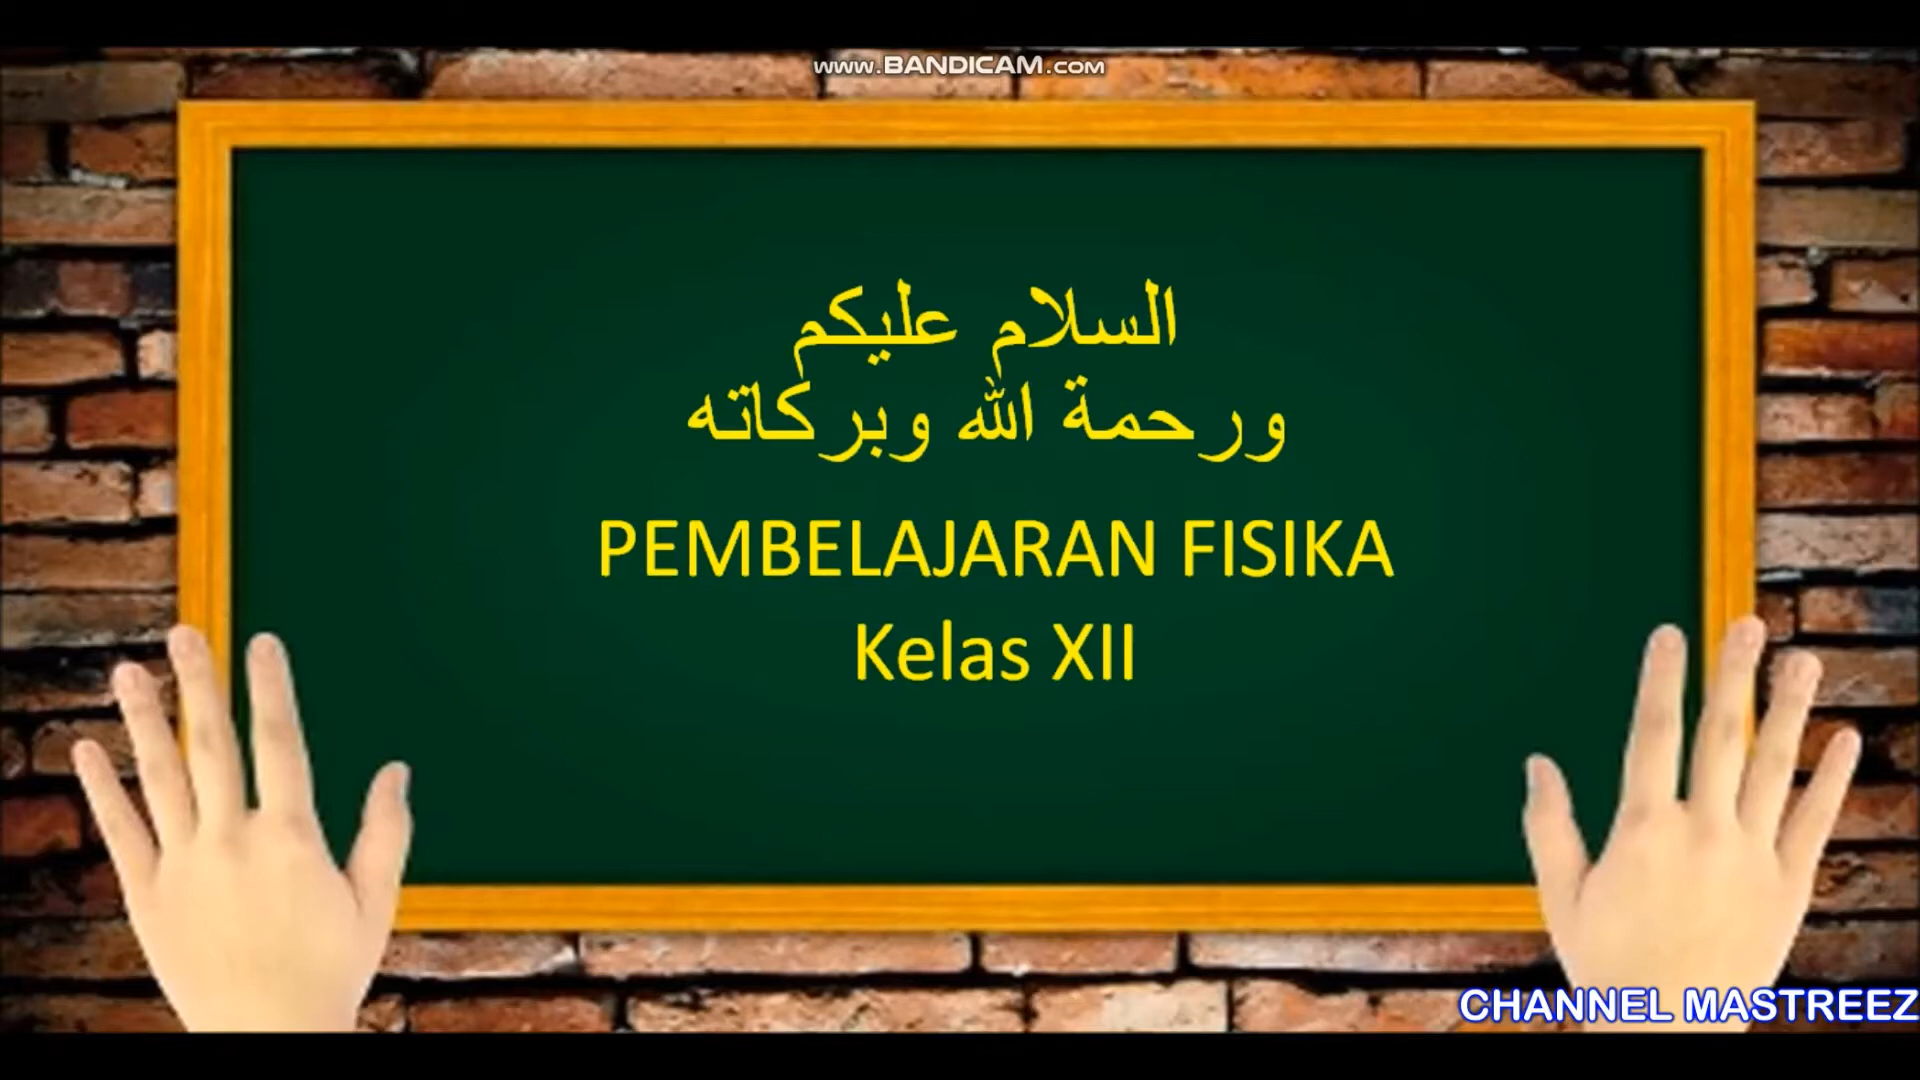 www.BANDICAM.com
السلام عليكم
ورحمة الله وبركاته
PEMBELAJARAN FISIKA
Kelas XII
CHANNEL MASTREEZ